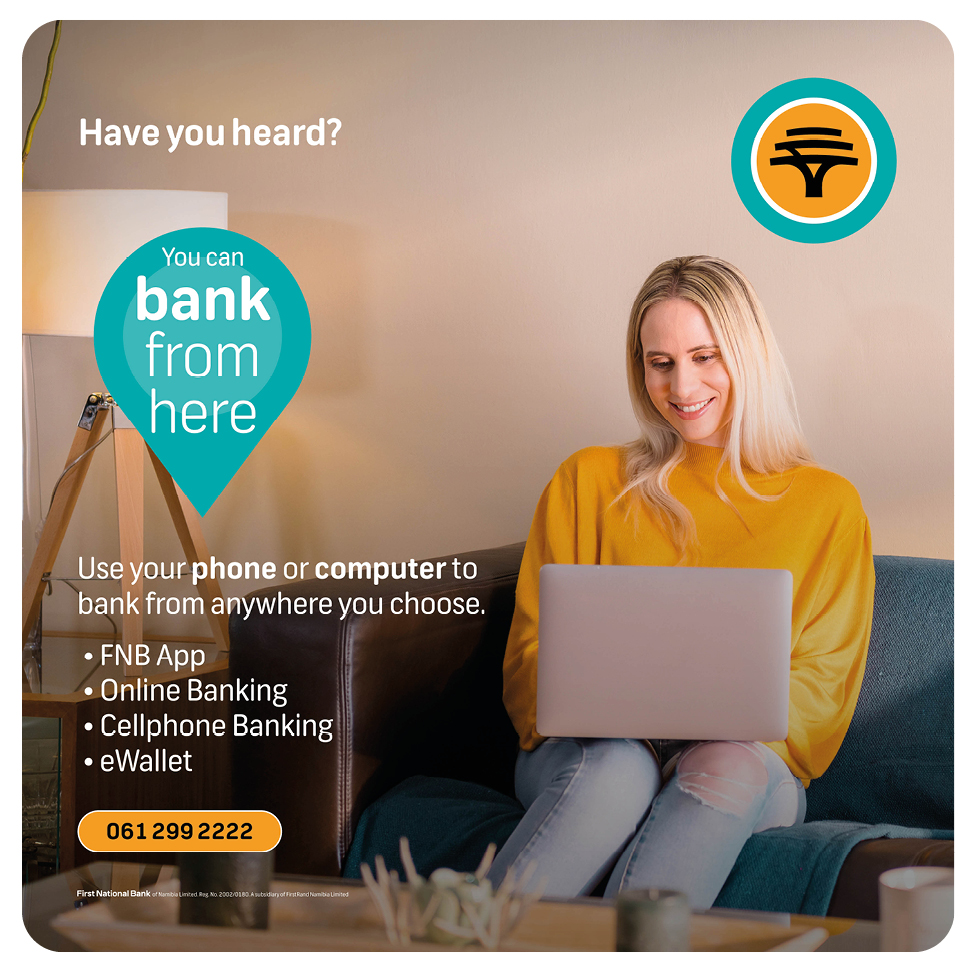 Have you heard?
You can
bank
from
here
Use your phone or computer to
bank from anywhere you choose.
• FNB App
• Online Banking
• Cellphone Banking
• eWallet
061 299 2222
First National Bank of Namibia Limited. Reg. No. 2002/0180. A subsidiary of FirstRand Namibia Limited